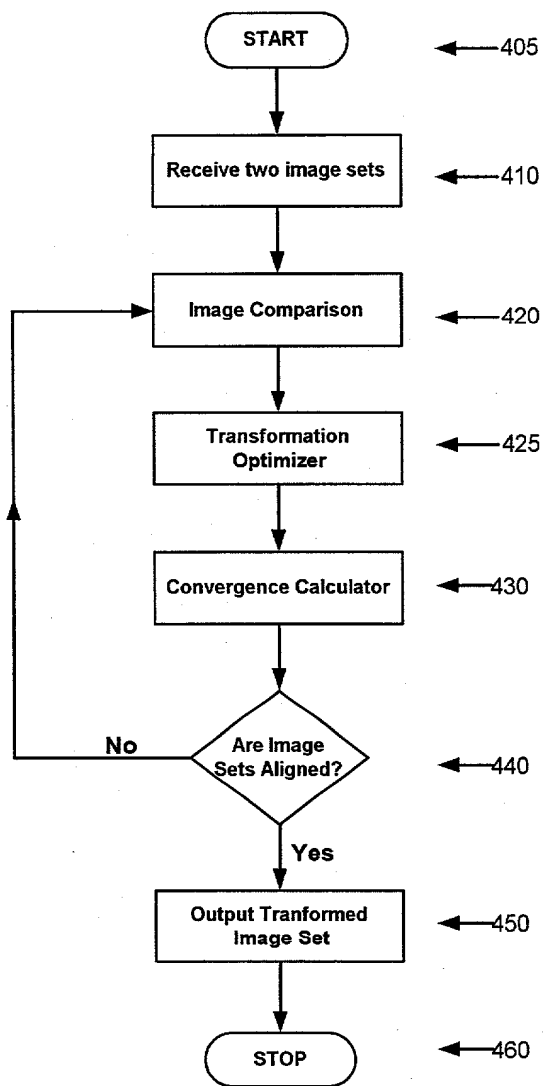 START
405
Receive two image sets
410
Image Comparison
420
Transformation
Optimizer
425
Convergence Calculator
430
Are Image
Sets Aligned?
440
No
Yes
Output Tranformed
Image Set
450
STOP
460